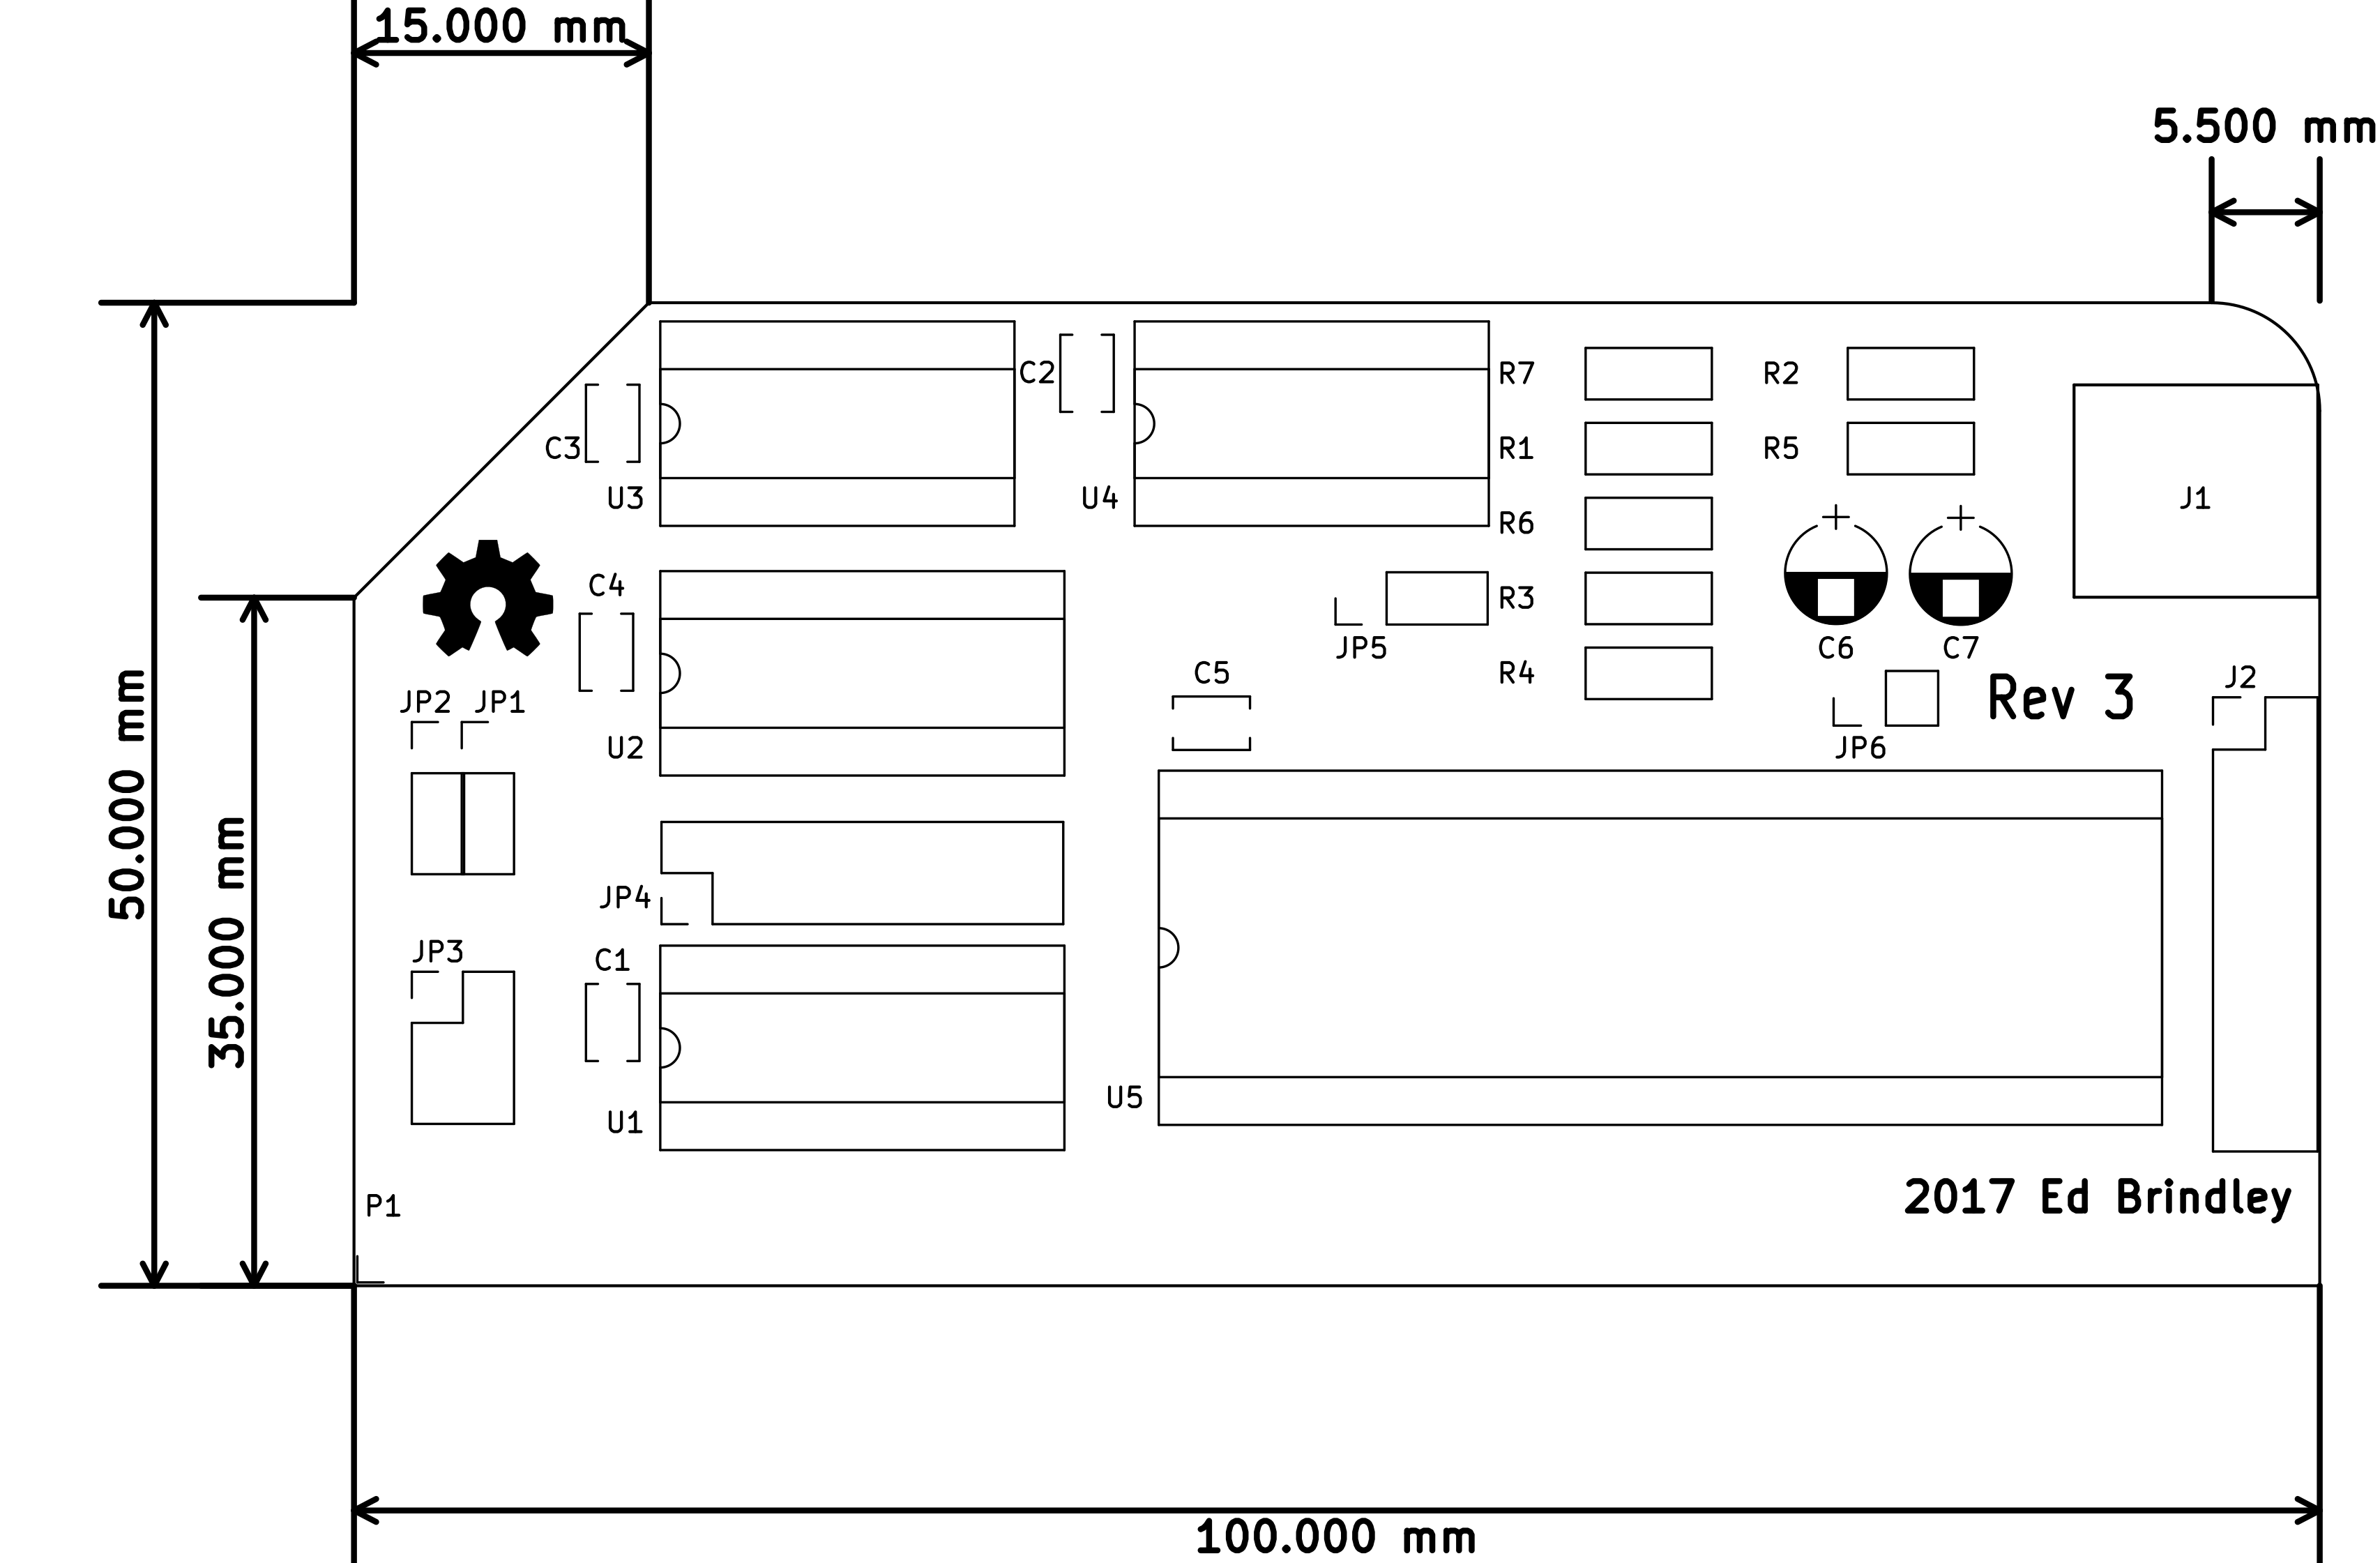 15.000 mm
5.500 mm
50.000 mm
35.000 mm
C2
R7
R2
C3
R1
R5
U3
U4
R6
J1
C4
R3
JP5
C6
C7
C5
R4
J2
JP2
JP1
Rev 3
U2
JP6
JP4
JP3
C1
U5
U1
P1
2017 Ed Brindley
100.000 mm